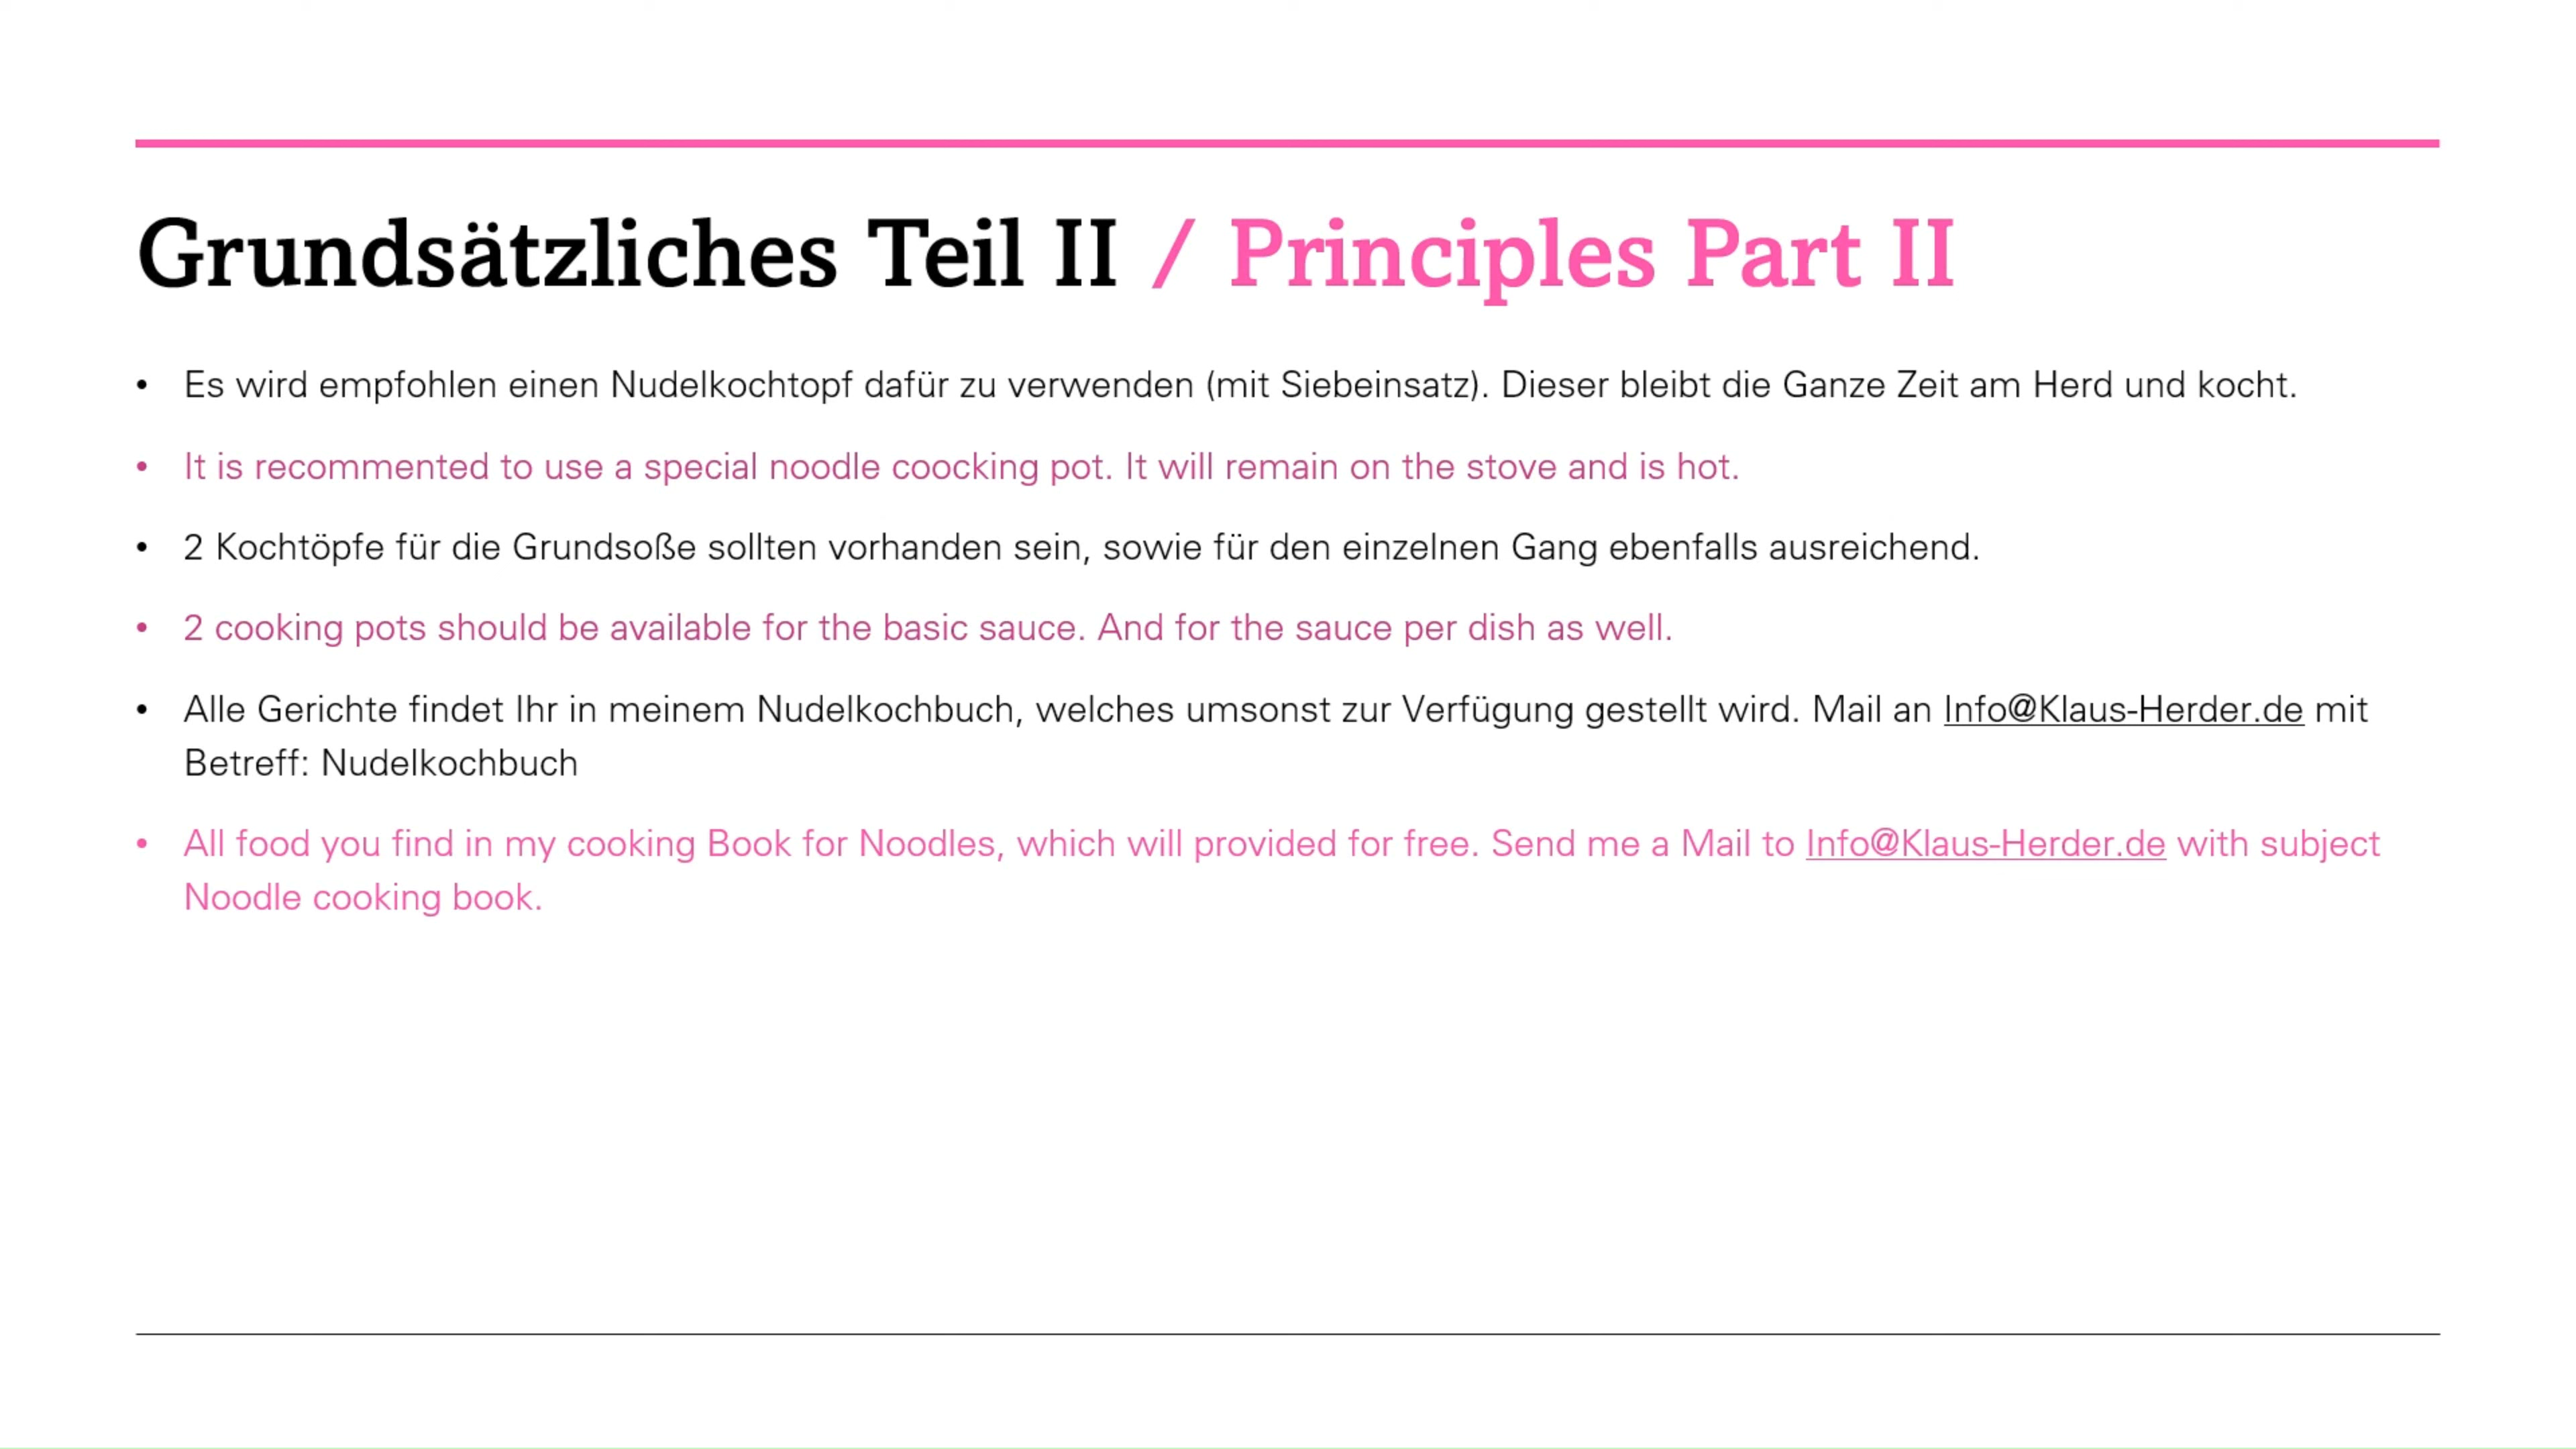 Grundsätzliches Teil II / Principles Part II
• Es wird empfohlen einen Nudelkochtopf dafür zu verwenden (mit Siebeinsatz). Dieser bleibt die Ganze Zeit am Herd und kocht.
• It is recommented to use a special noodle coocking pot. It will remain on the stove and is hot.
• 2 Kochtöpfe für die Grundsoße sollten vorhanden sein, sowie für den einzelnen Gang ebenfalls ausreichend.
• 2 cooking pots should be available for the basic sauce. And for the sauce per dish as well.
• Alle Gerichte findet Ihr in meinem Nudelkochbuch, welches umsonst zur Verfügung gestellt wird. Mail an Info@Klaus-Herder.de mit
Betreff: Nudelkochbuch
• All food you find in my cooking Book for Noodles, which will provided for free. Send me a Mail to Info@Klaus-Herder.de with subject
Noodle cooking book.